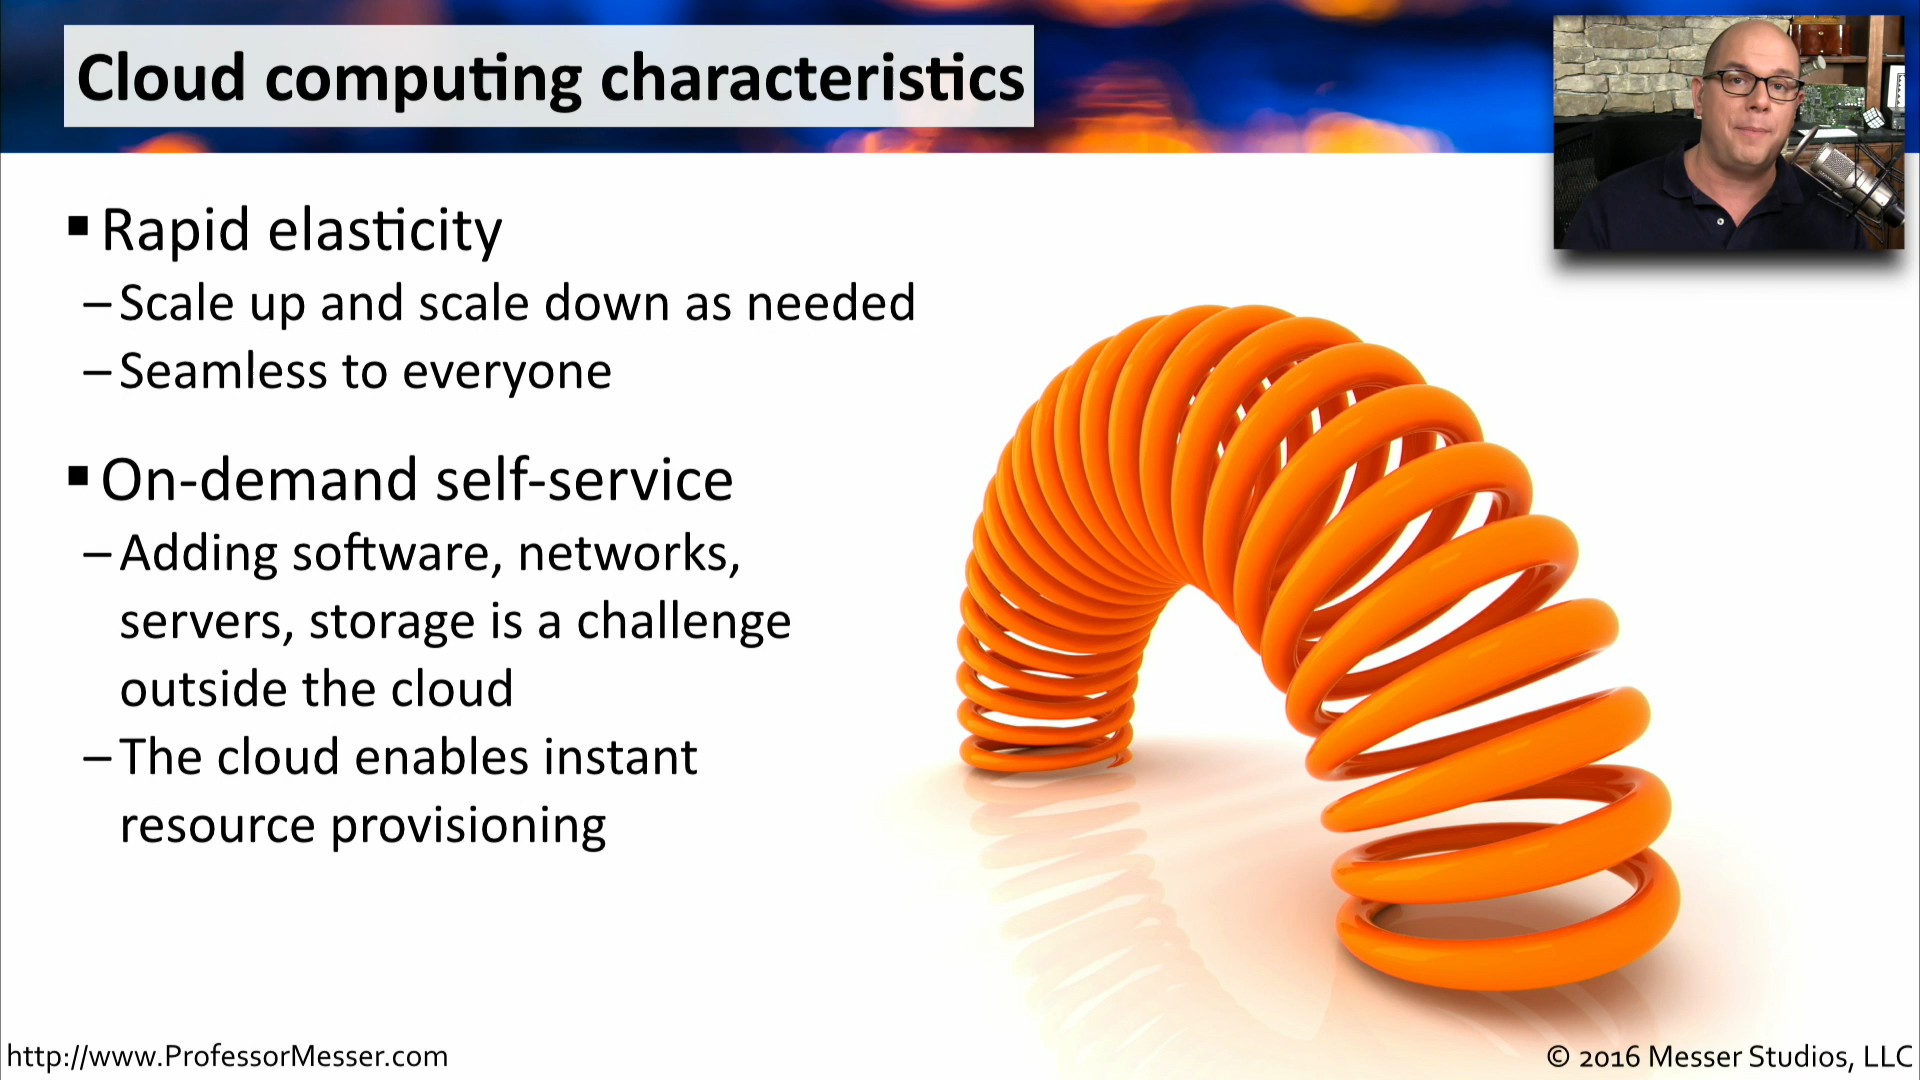 Cloud computing characteristics
▪ Rapid elasticity
– Scale up and scale down as needed
– Seamless to everyone
▪ On-demand self-service
– Adding software, networks,
servers, storage is a challenge
outside the cloud
– The cloud enables instant
resource provisioning
http://www.ProfessorMesser.com
© 2016 Messer Studios, LLC